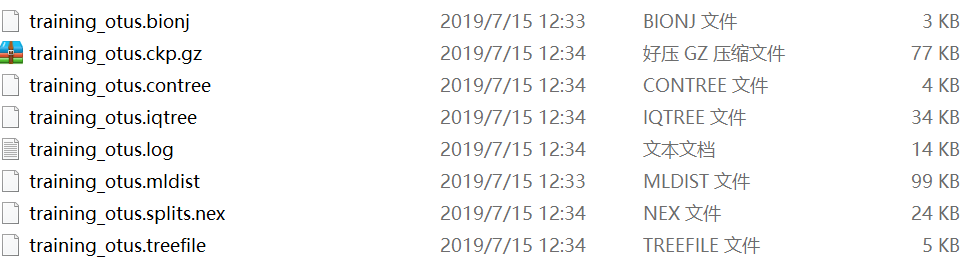 training_otus.bionj 2019/7/15 12:33 BIONJ 文件 3 KB
training_otus.ckp.gz 2019/7/15 12:34 好压 GZ 压缩文件 77 KB
training_otus.contree 2019/7/15 12:34 CONTREE 文件 4 KB
training_otus.iqtree 2019/7/15 12:34 IQTREE 文件 34 KB
training_otus.log 2019/7/15 12:34 文本文档 14 KB
training_otus.mldist 2019/7/15 12:33 MLDIST 文件 99 KB
training_otus.splits.nex 2019/7/15 12:34 NEX 文件 24 KB
training_otus.treefile 2019/7/15 12:34 TREEFILE 文件 5 KB